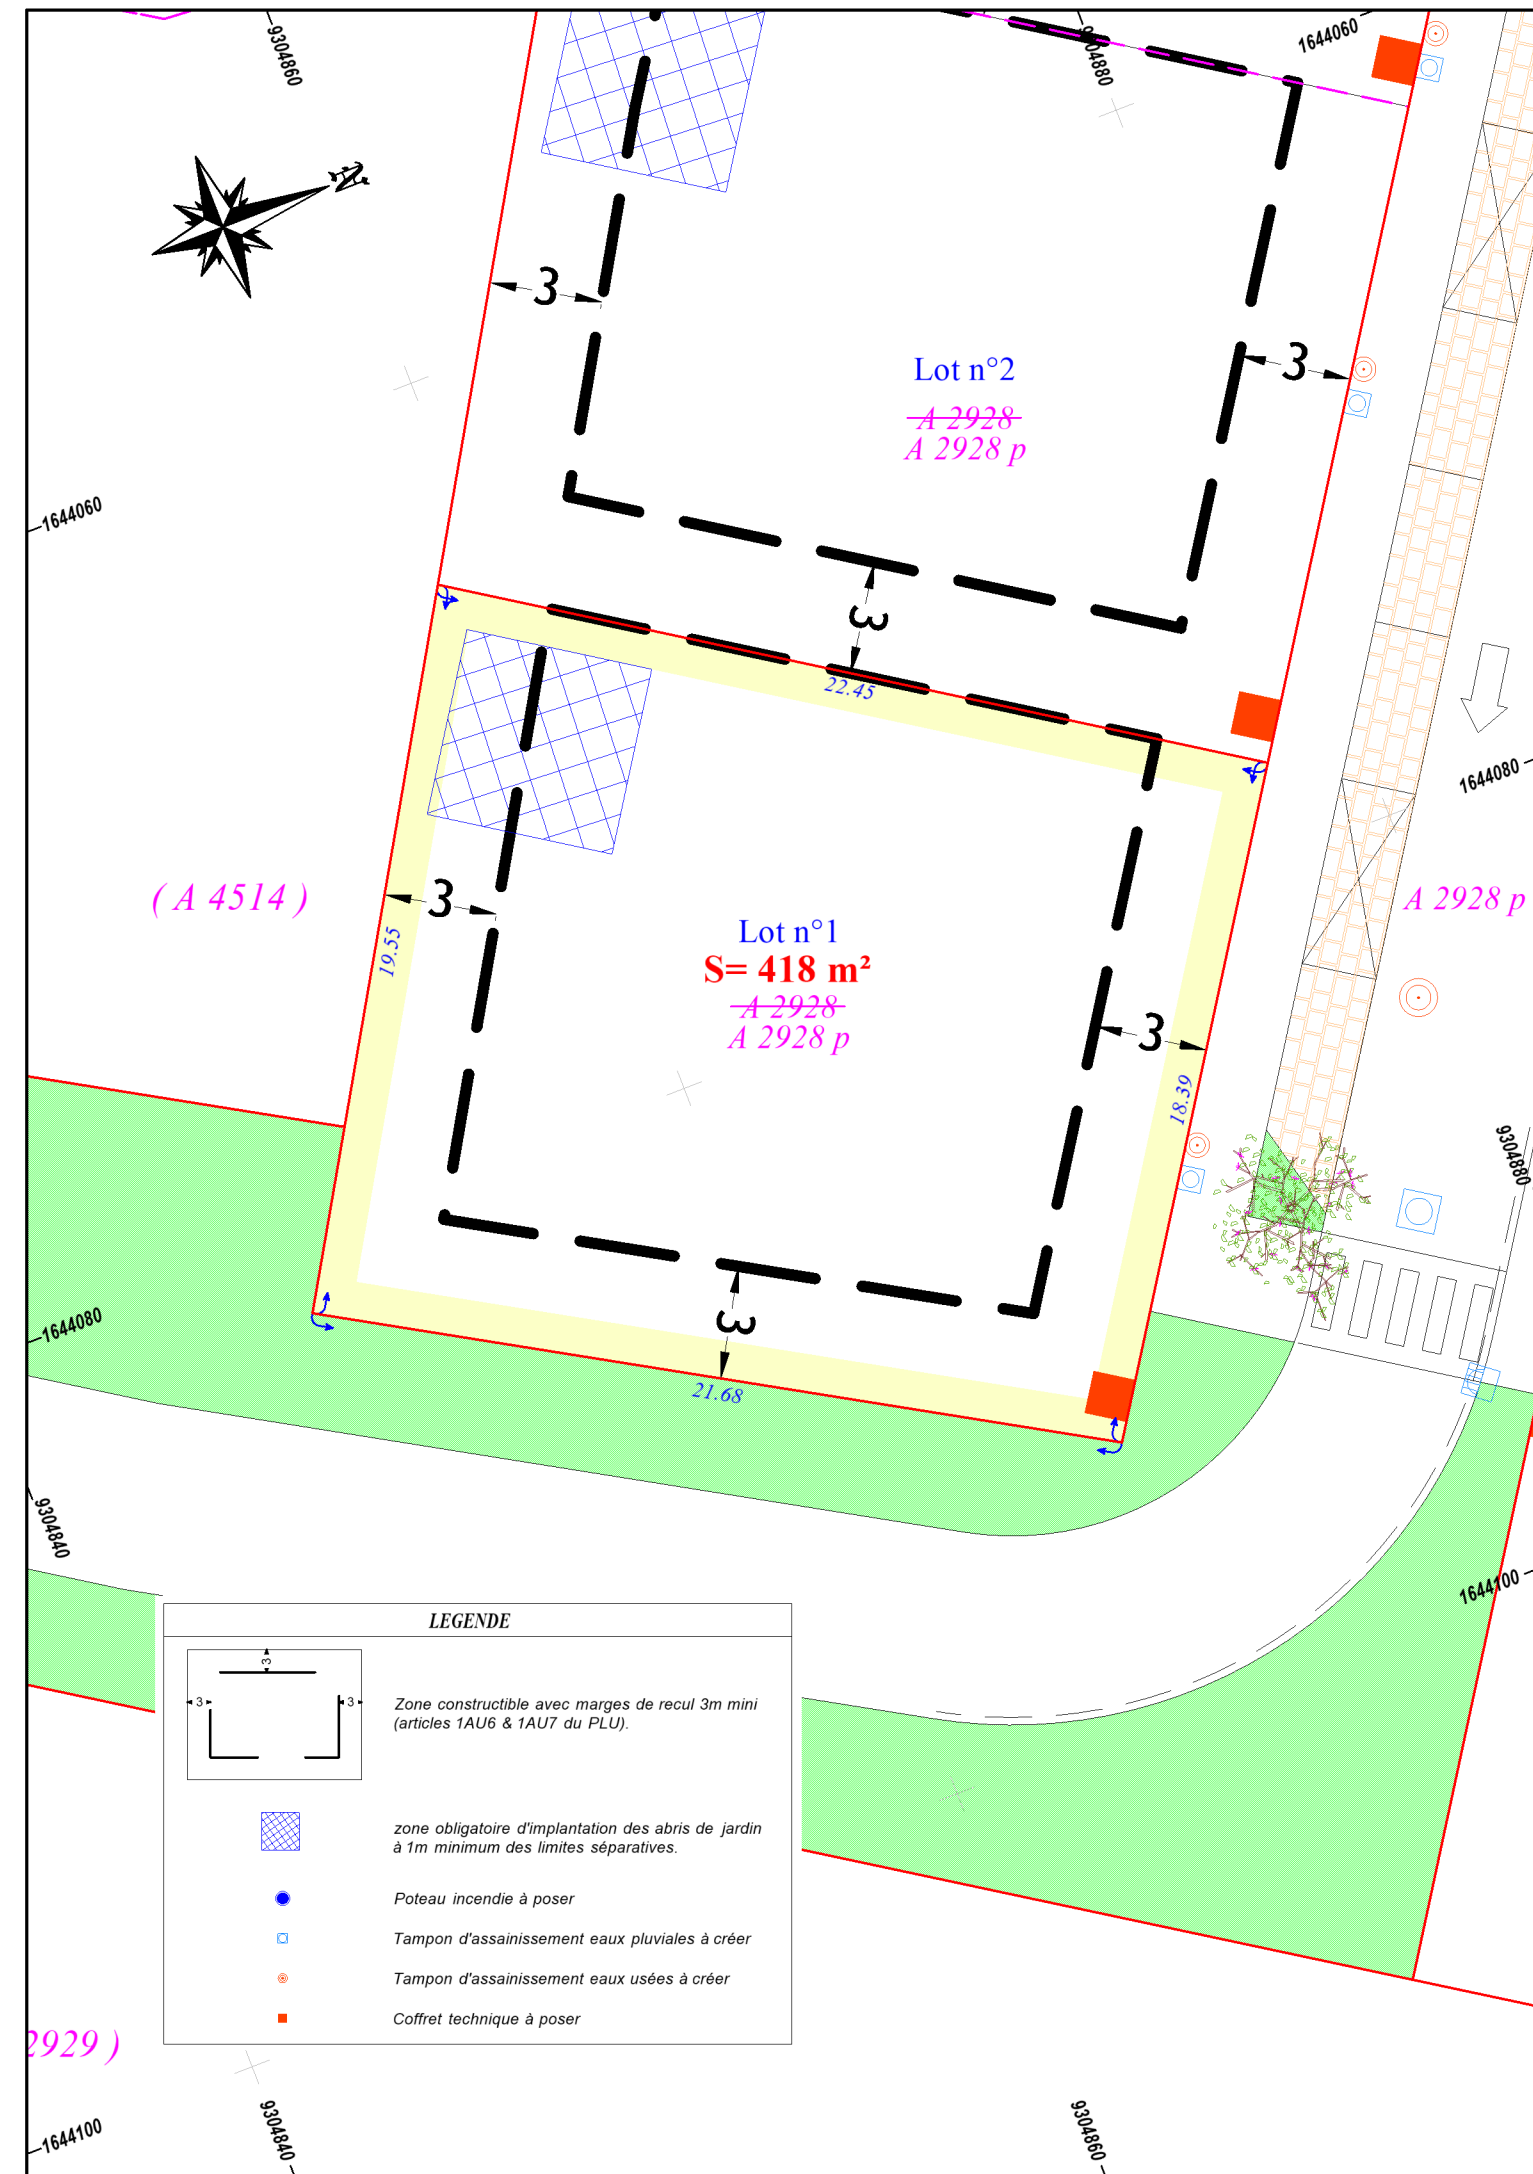 9304860
9304880
1644060
N
3
3
Lot n°2
A 2928
A 2928 p
1644060
3
22.45
1644080
( A 4514 )
3
19.55
Lot n°1
S= 418 m²
A 2928
A 2928 p
A 2928 p
3
18.39
9304880
3
21.68
1644080
9304840
1644100
LEGENDE
3
3
3
Zone constructible avec marges de recul 3m mini
(articles 1AU6 & 1AU7 du PLU).
zone obligatoire d'implantation des abris de jardin
à 1m minimum des limites séparatives.
Poteau incendie à poser
Tampon d'assainissement eaux pluviales à créer
Tampon d'assainissement eaux usées à créer
Coffret technique à poser
2929 )
9304840
9304860
1644100